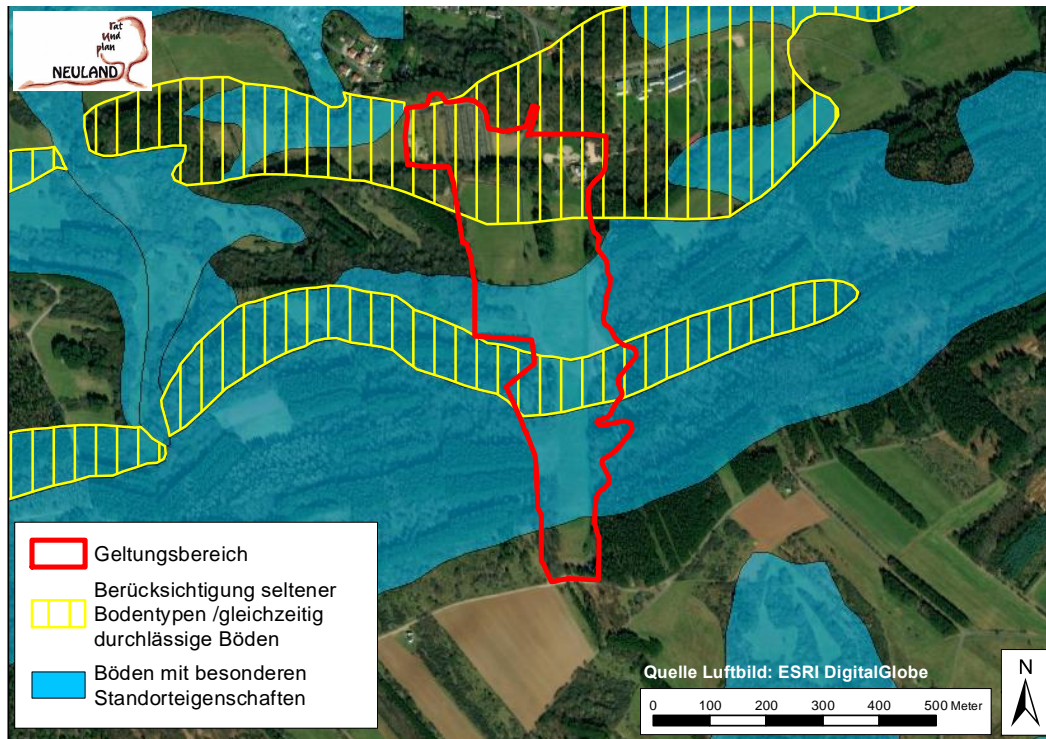 rat
und
plan
NEULAND
Geltungsbereich
Berücksichtigung seltener
Bodentypen /gleichzeitig
durchlässige Böden
Böden mit besonderen
Standorteigenschaften
Quelle Luftbild: ESRI DigitalGlobe
0 100 200 300 400 500 Meter
N